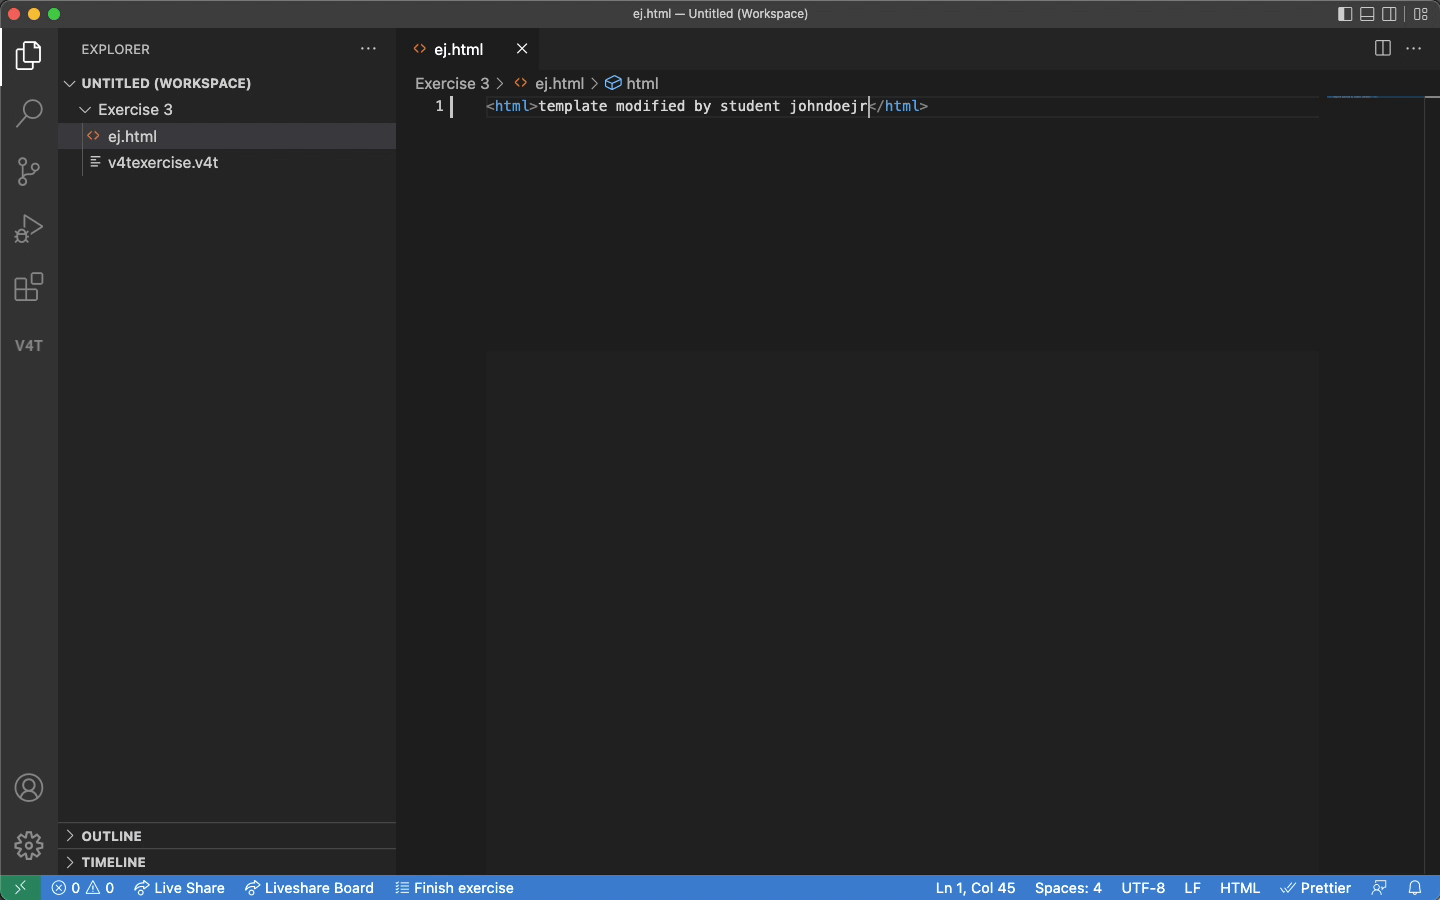 ej.html — Untitled (Workspace)
EXPLORER
ej.html
UNTITLED (WORKSPACE)
Exercise 3
ej.html
v4texercise.v4t
Exercise 3 > ej.html > html
1 <html>template modified by student johndoejr</html>
V4T
OUTLINE
TIMELINE
0 0 Live Share Liveshare Board Finish exercise Ln 1, Col 45 Spaces: 4 UTF-8 LF HTML Prettier